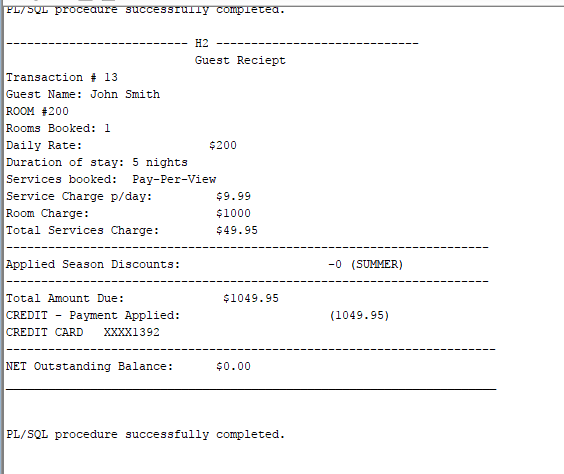 PL/SQL procedure successfully completed.
-------------------------- H2 -----------------------------
Guest Reciept
Transaction # 13
Guest Name: John Smith
ROOM #200
Rooms Booked: 1
Daily Rate: $200
Duration of stay: 5 nights
Services booked: Pay-Per-View
Service Charge p/day: $9.99
Room Charge: $1000
Total Services Charge: $49.95
---------------------------------------------------------------------
Applied Season Discounts: -0 (SUMMER)
---------------------------------------------------------------------
Total Amount Due: $1049.95
CREDIT - Payment Applied: (1049.95)
CREDIT CARD XXXX1392
----------------------------------------------------------------------
NET Outstanding Balance: $0.00
______________________________________________________________________
PL/SQL procedure successfully completed.